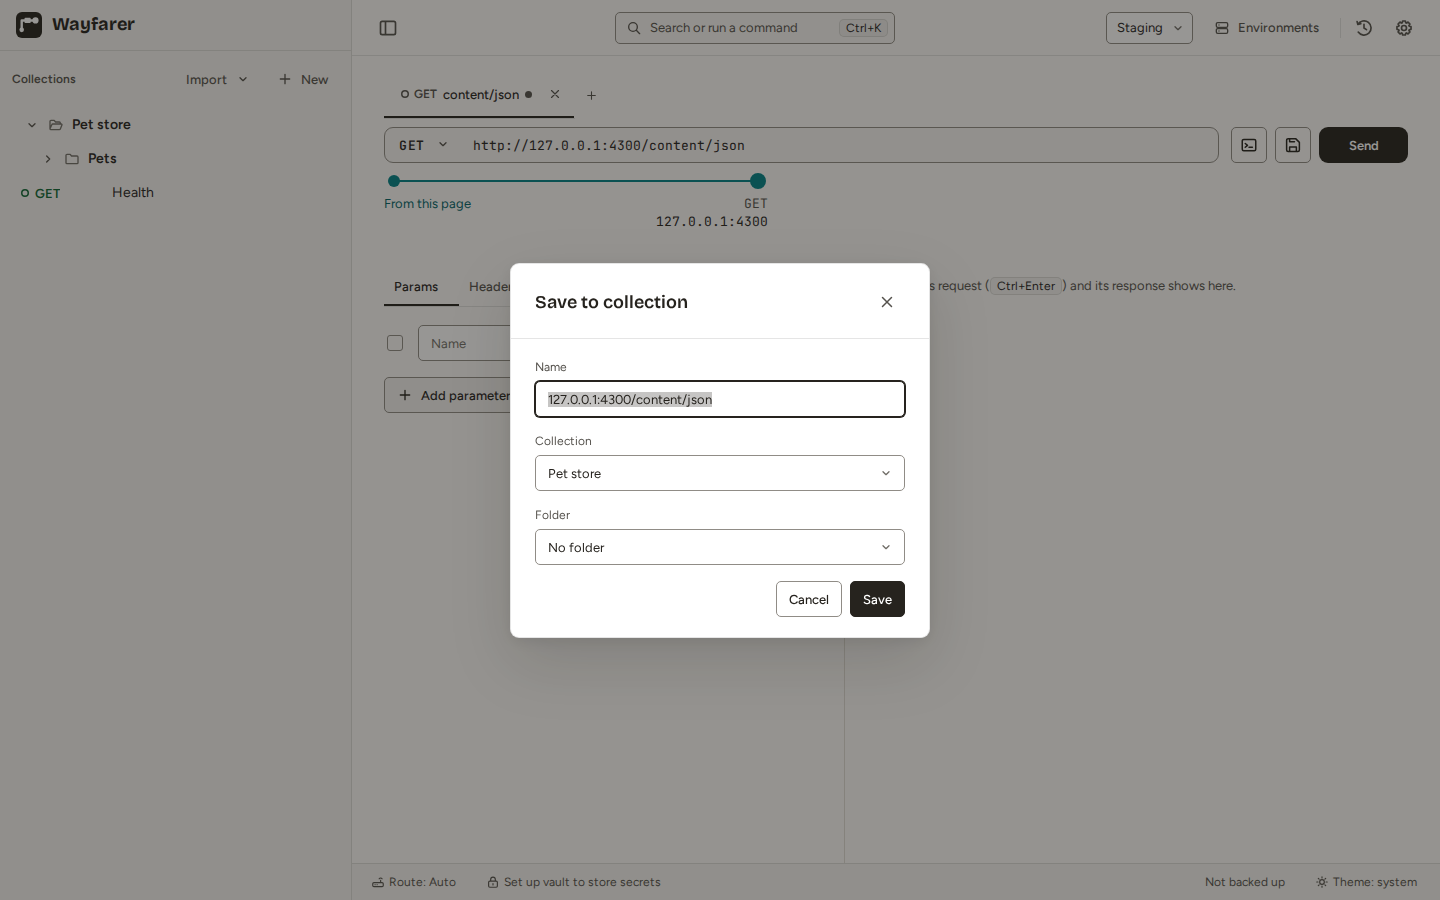 Wayfarer
Search or run a command Ctrl+K
Staging
Environments
Collections Import New
Pet store
Pets
GET Health
GET content/json
GET http://127.0.0.1:4300/content/json
Send
From this page GET
127.0.0.1:4300
Params Header
s request ( Ctrl+Enter ) and its response shows here.
Name
Add parameter
Save to collection
Name
127.0.0.1:4300/content/json
Collection
Pet store
Folder
No folder
Cancel Save
Route: Auto Set up vault to store secrets Not backed up Theme: system